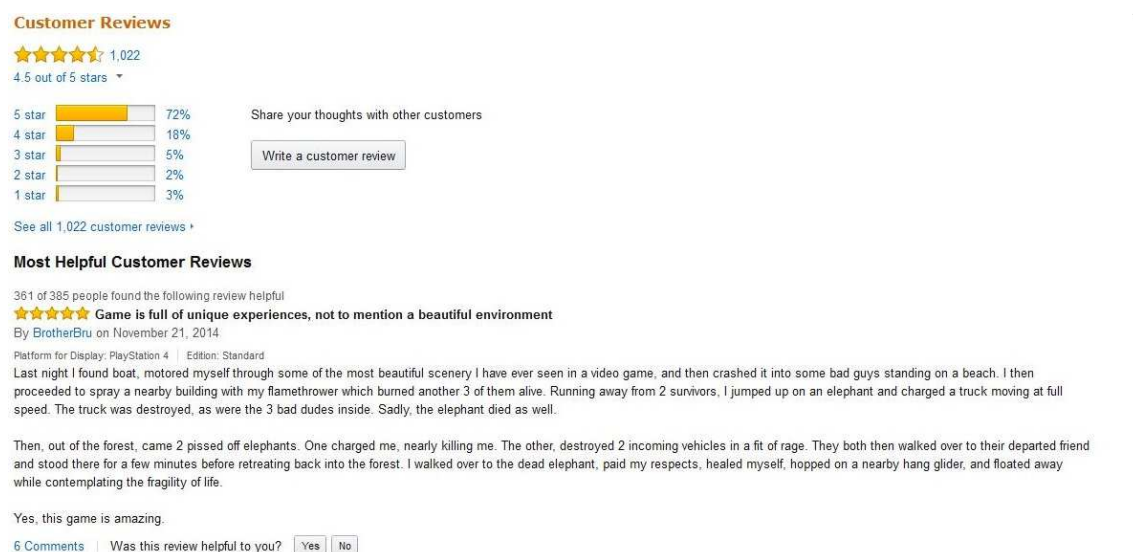 Customer Reviews
1,022
4.5 out of 5 stars
5 star 72%
4 star 18%
3 star 5%
2 star 2%
1 star 3%
Share your thoughts with other customers
Write a customer review
See all 1,022 customer reviews
Most Helpful Customer Reviews
361 of 385 people found the following review helpful
Game is full of unique experiences, not to mention a beautiful environment
By BrotherBru on November 21, 2014
Platform for Display: PlayStation 4 | Edition: Standard
Last night I found boat, motored myself through some of the most beautiful scenery I have ever seen in a video game, and then crashed it into some bad guys standing on a beach. I then
proceeded to spray a nearby building with my flamethrower which burned another 3 of them alive. Running away from 2 survivors, I jumped up on an elephant and charged a truck moving at full
speed. The truck was destroyed, as were the 3 bad dudes inside. Sadly, the elephant died as well.
Then, out of the forest, came 2 pissed off elephants. One charged me, nearly killing me. The other, destroyed 2 incoming vehicles in a fit of rage. They both then walked over to their departed friend
and stood there for a few minutes before retreating back into the forest. I walked over to the dead elephant, paid my respects, healed myself, hopped on a nearby hang glider, and floated away
while contemplating the fragility of life.
Yes, this game is amazing.
6 Comments | Was this review helpful to you? Yes No